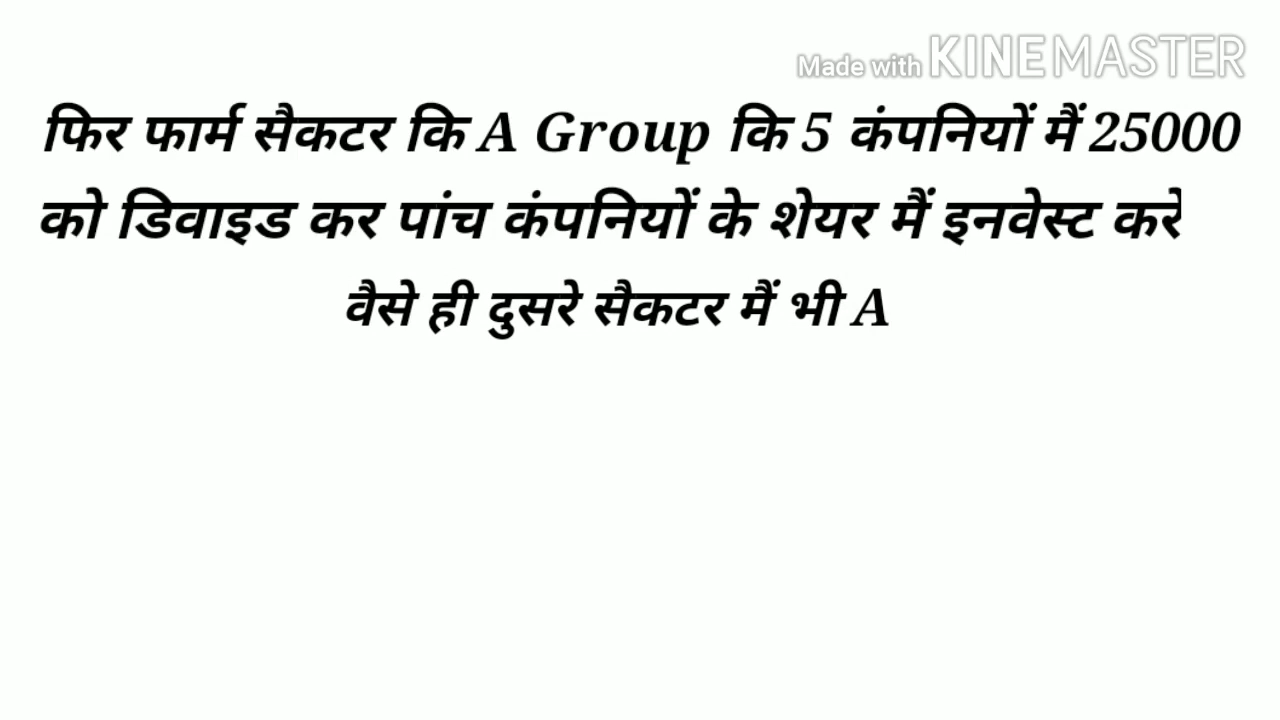 Made with KINEMASTER
फिर फार्म सैकटर कि A Group कि 5 कंपनियों मैं 25000
को डिवाइड कर पांच कंपनियों के शेयर मैं इनवेस्ट करे
वैसे ही दुसरे सैकटर मैं भी A